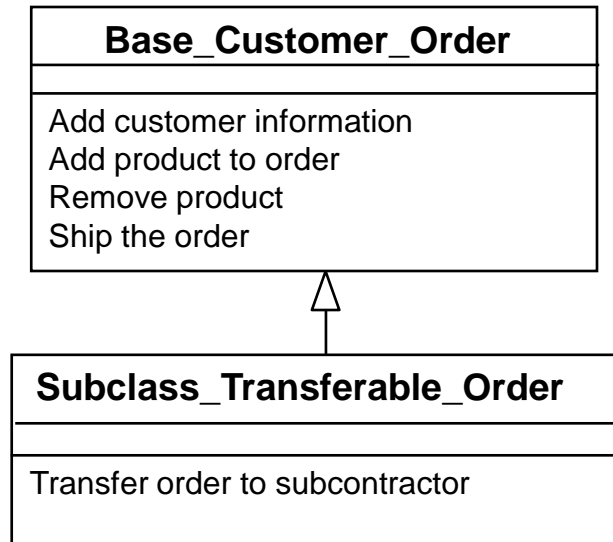 Base_Customer_Order
Add customer information
Add product to order
Remove product
Ship the order
Subclass_Transferable_Order
Transfer order to subcontractor